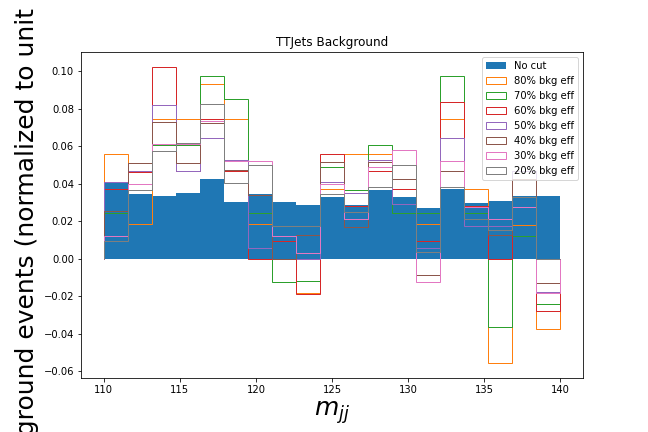 TTJets Background
ground events (normalized to unit
0.10
0.08
0.06
0.04
0.02
0.00
−0.02
−0.04
−0.06
No cut
80% bkg eff
70% bkg eff
60% bkg eff
50% bkg eff
40% bkg eff
30% bkg eff
20% bkg eff
110
115
120
125
130
135
140
m_jj